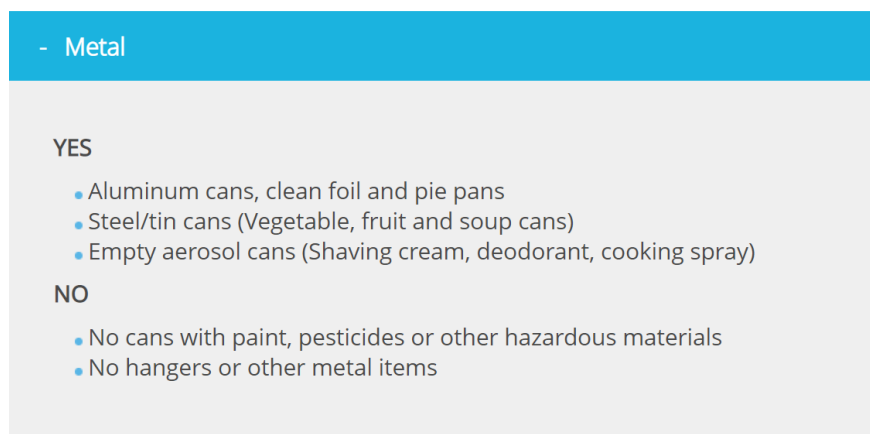 - Metal
YES
• Aluminum cans, clean foil and pie pans
• Steel/tin cans (Vegetable, fruit and soup cans)
• Empty aerosol cans (Shaving cream, deodorant, cooking spray)
NO
• No cans with paint, pesticides or other hazardous materials
• No hangers or other metal items